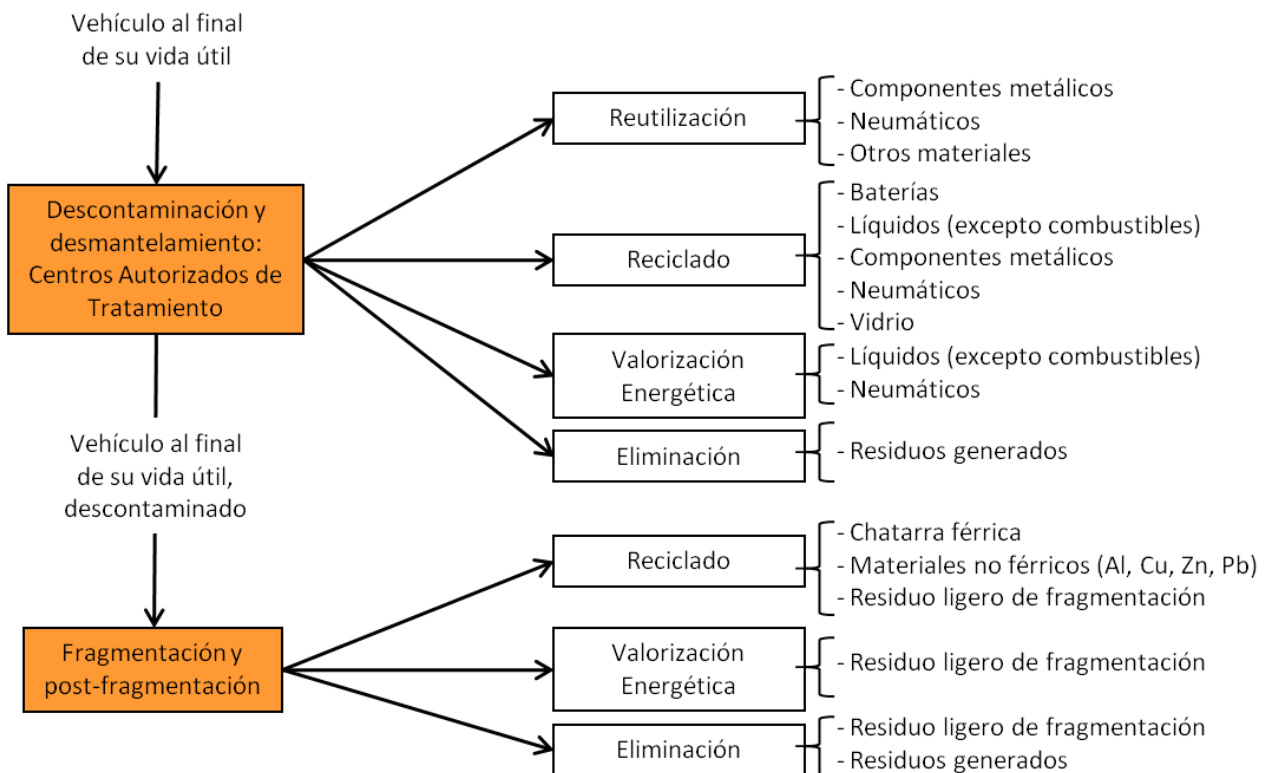 Vehículo al final
de su vida útil
Descontaminación y
desmantelamiento:
Centros Autorizados de
Tratamiento
Vehículo al final
de su vida útil,
descontaminado
Fragmentación y
post-fragmentación
Reutilización
- Componentes metálicos
- Neumáticos
- Otros materiales
Reciclado
- Baterías
- Líquidos (excepto combustibles)
- Componentes metálicos
- Neumáticos
- Vidrio
Valorización
Energética
- Líquidos (excepto combustibles)
- Neumáticos
Eliminación
- Residuos generados
Reciclado
- Chatarra férrica
- Materiales no férricos (Al, Cu, Zn, Pb)
- Residuo ligero de fragmentación
Valorización
Energética
- Residuo ligero de fragmentación
Eliminación
- Residuo ligero de fragmentación
- Residuos generados